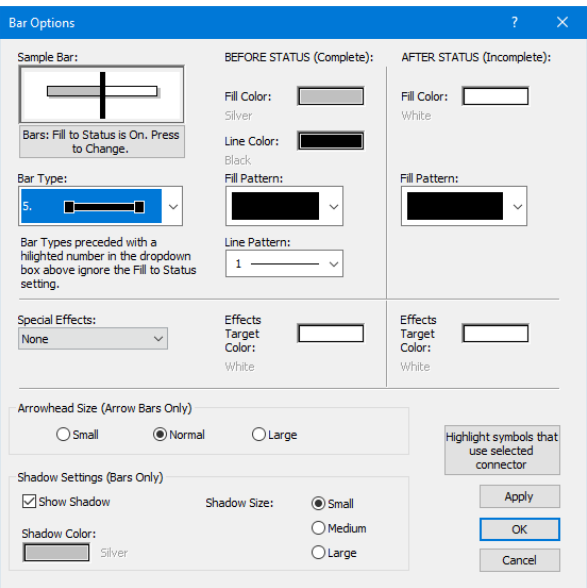 Bar Options ? ×
Sample Bar:
BEFORE STATUS (Complete):
AFTER STATUS (Incomplete):
Fill Color:
Silver
Fill Color:
White
Bars: Fill to Status is On. Press
to Change.
Line Color:
Black
Bar Type:
5.
Fill Pattern:
Fill Pattern:
Bar Types preceded with a
hilighted number in the dropdown
box above ignore the Fill to Status
setting.
Line Pattern:
1
Special Effects:
None
Effects
Target
Color:
White
Effects
Target
Color:
White
Arrowhead Size (Arrow Bars Only)
Small
Normal
Large
Highlight symbols that
use selected
connector
Shadow Settings (Bars Only)
Show Shadow
Shadow Size:
Small
Medium
Large
Shadow Color:
Silver
Apply
OK
Cancel